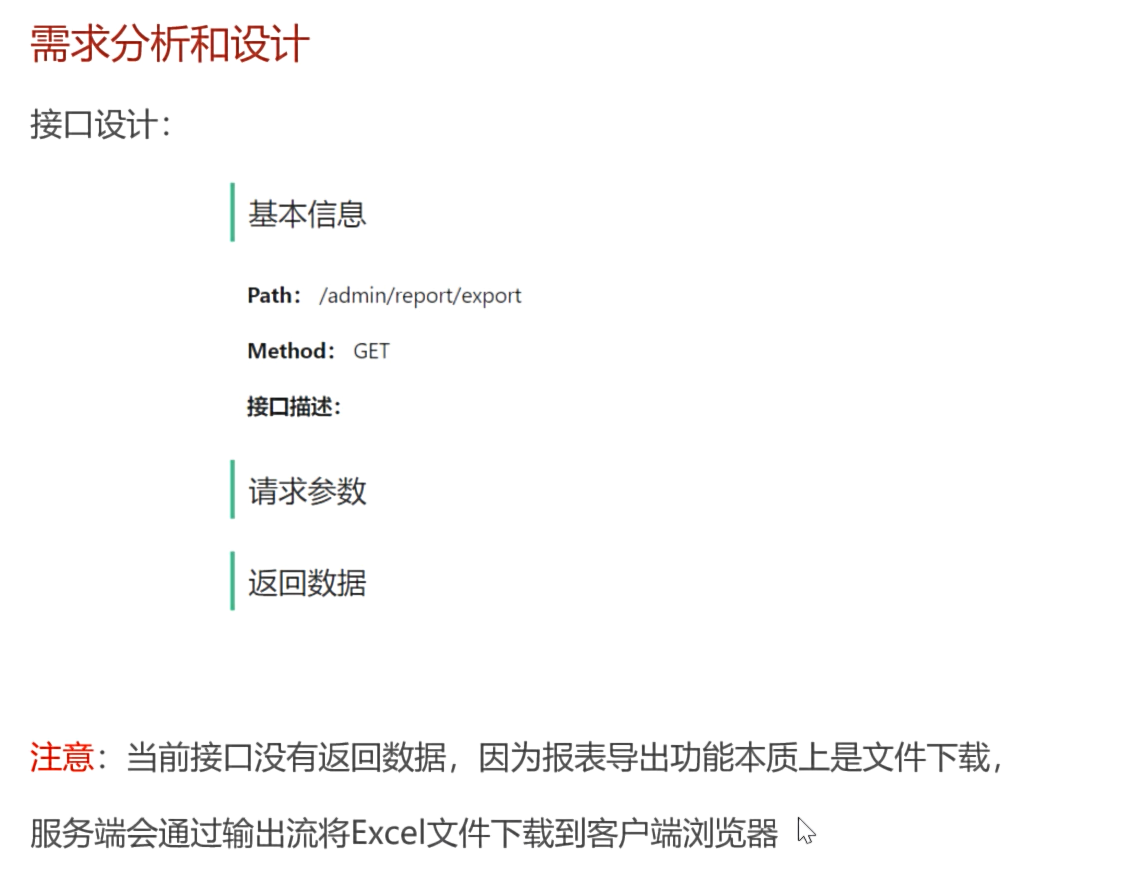 需求分析和设计
接口设计：
基本信息
Path： /admin/report/export
Method： GET
接口描述：
请求参数
返回数据
注意：当前接口没有返回数据，因为报表导出功能本质上是文件下载，
服务端会通过输出流将Excel文件下载到客户端浏览器